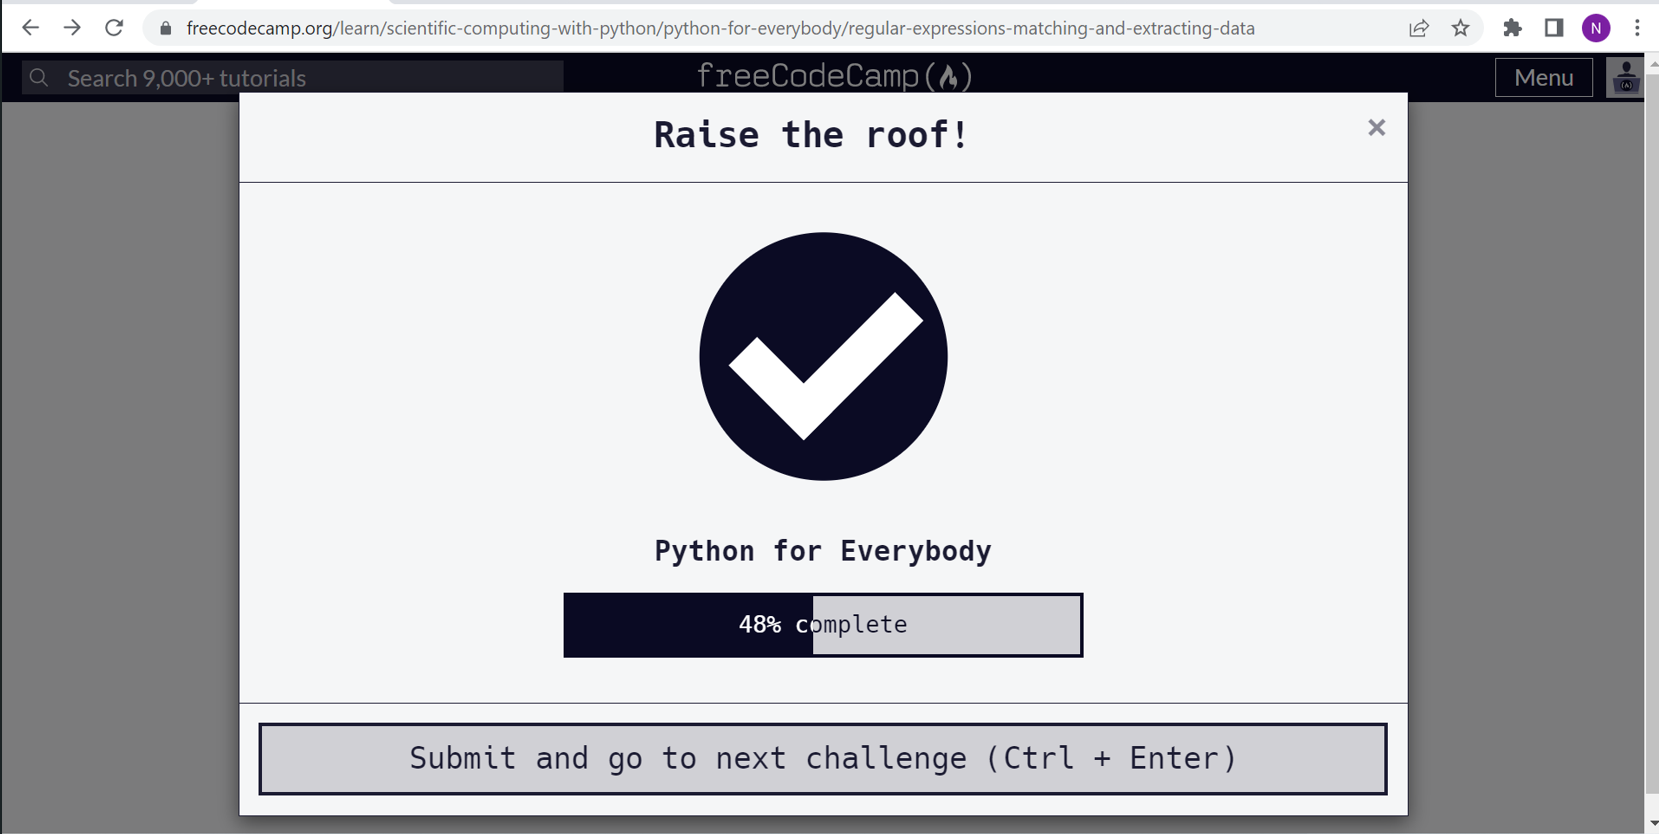 freecodecamp.org/learn/scientific-computing-with-python/python-for-everybody/regular-expressions-matching-and-extracting-data
N
Search 9,000+ tutorials
freeCodeCamp(🔥)
Menu
Raise the roof!
×
Python for Everybody
48% complete
Submit and go to next challenge (Ctrl + Enter)